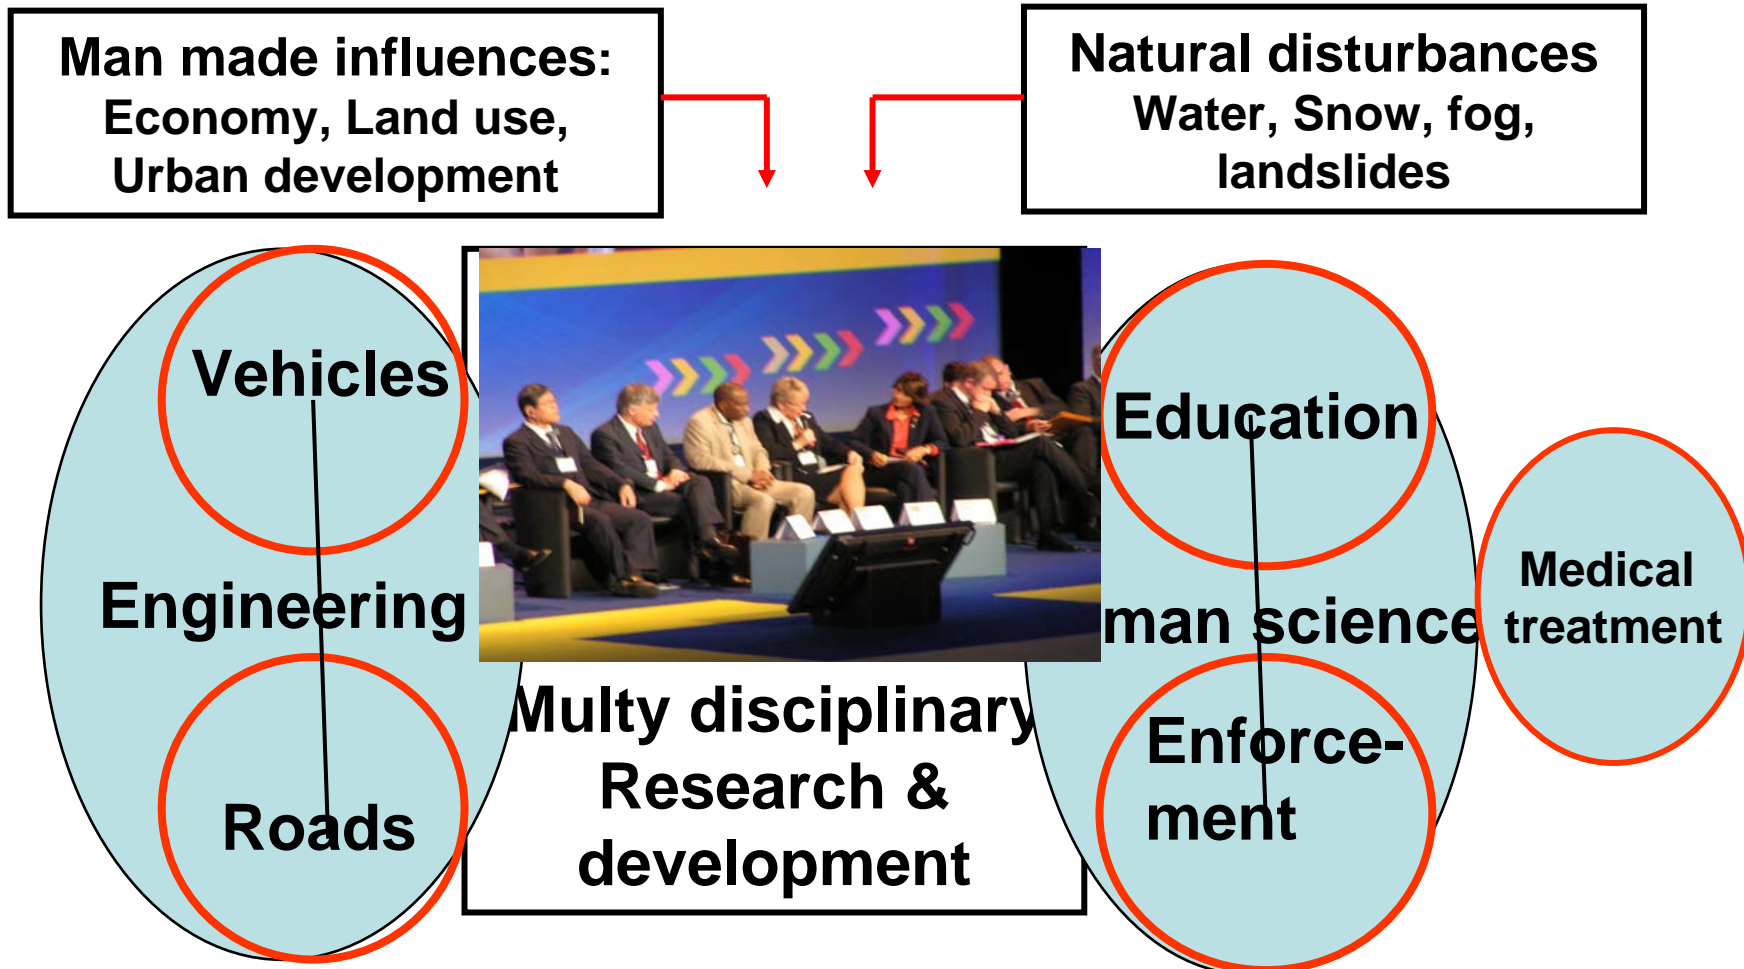 Man made influences:
Economy, Land use,
Urban development
Natural disturbances
Water, Snow, fog,
landslides
Vehicles
Engineering
Roads
Multy disciplinary
Research &
development
Education
man science
Enforce-
ment
Medical
treatment